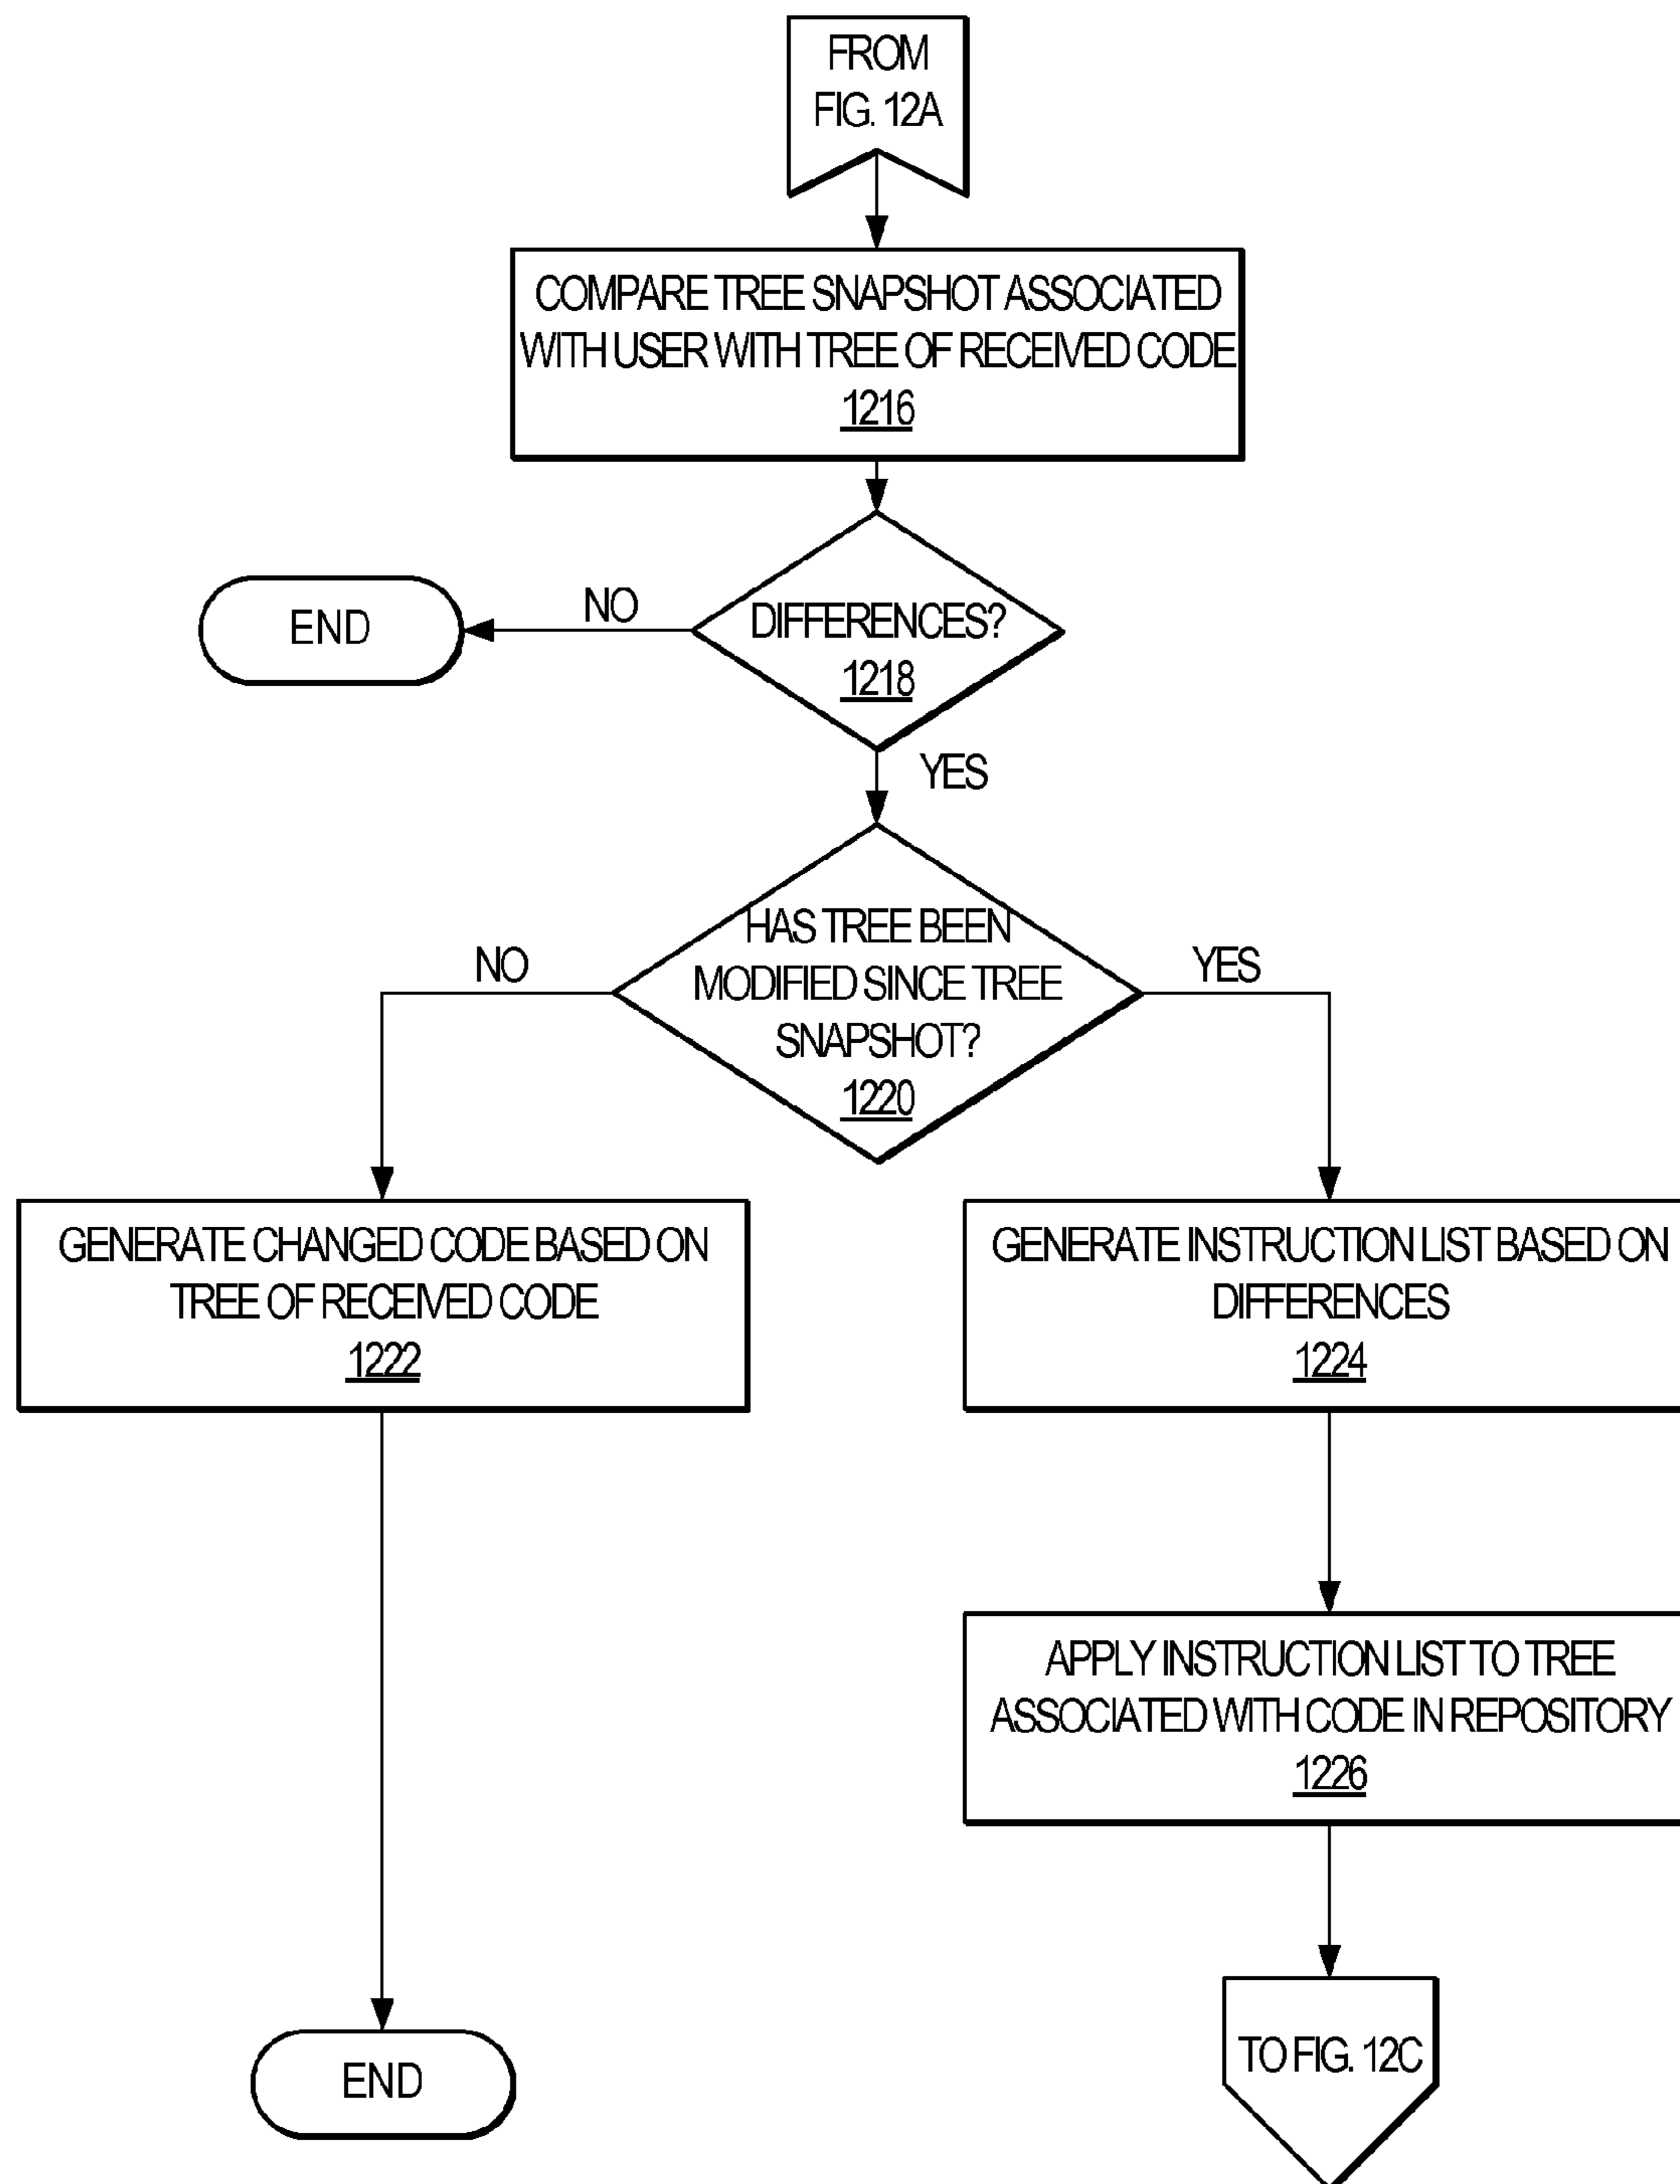 FROM
FIG. 12A
COMPARE TREE SNAPSHOT ASSOCIATED
WITH USER WITH TREE OF RECEIVED CODE
1216
NO
END
DIFFERENCES?
1218
YES
HAS TREE BEEN
MODIFIED SINCE TREE
SNAPSHOT?
1220
NO
YES
GENERATE CHANGED CODE BASED ON
TREE OF RECEIVED CODE
1222
GENERATE INSTRUCTION LIST BASED ON
DIFFERENCES
1224
APPLY INSTRUCTION LIST TO TREE
ASSOCIATED WITH CODE IN REPOSITORY
1226
END
TO FIG. 12C